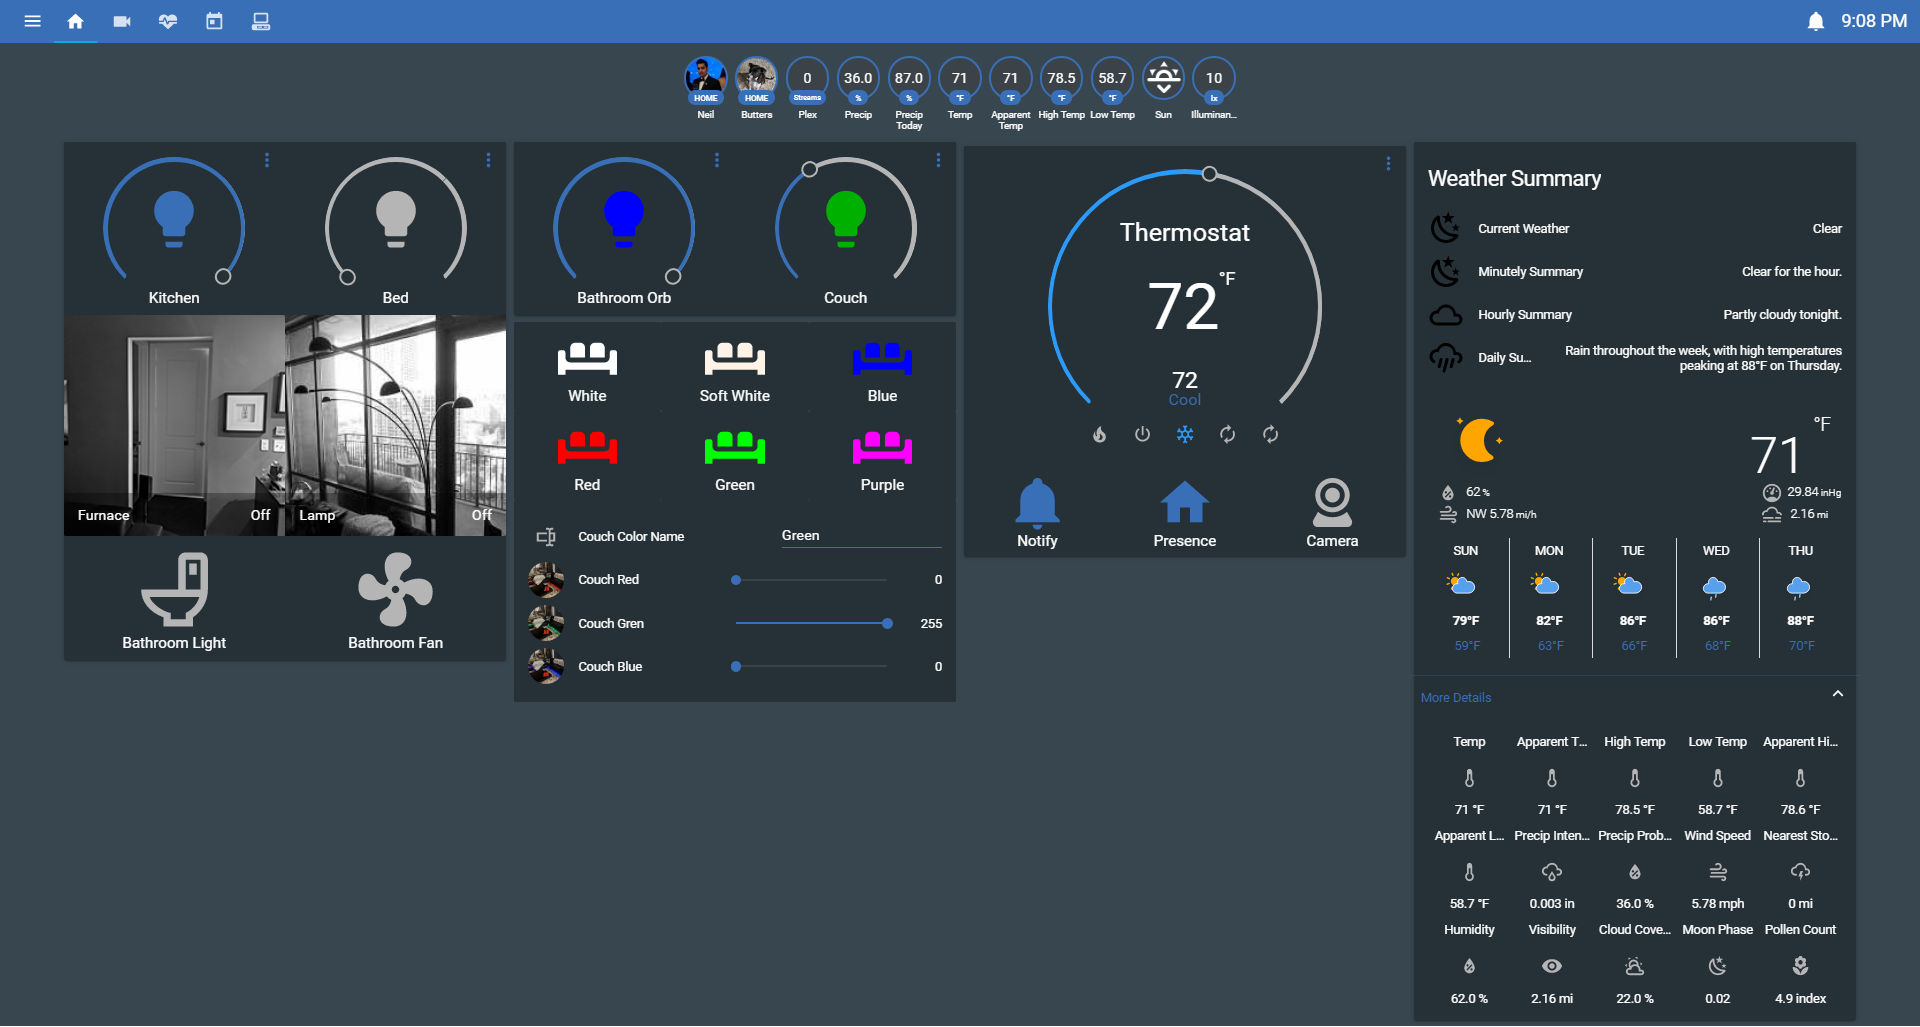 9:08 PM
0 36.0 87.0 71 71 78.5 58.7 10
HOME HOME Streams % % °F °F °F °F lx
Neil Butters Plex Precip Precip Today Temp Apparent Temp High Temp Low Temp Sun Illuminan...
Kitchen Bed
Furnace Off Lamp Off
Bathroom Light Bathroom Fan
Bathroom Orb Couch
White Soft White Blue
Red Green Purple
Couch Color Name Green
Couch Red 0
Couch Gren 255
Couch Blue 0
Thermostat
72 °F
72
Cool
Notify Presence Camera
Weather Summary
Current Weather Clear
Minutely Summary Clear for the hour.
Hourly Summary Partly cloudy tonight.
Daily Su... Rain throughout the week, with high temperatures
peaking at 88°F on Thursday.
71 °F
62 % 29.84 inHg
NW 5.78 mi/h 2.16 mi
SUN MON TUE WED THU
79°F 82°F 86°F 86°F 88°F
59°F 63°F 66°F 68°F 70°F
More Details
Temp Apparent T... High Temp Low Temp Apparent Hi...
71 °F 71 °F 78.5 °F 58.7 °F 78.6 °F
Apparent L... Precip Inten... Precip Prob... Wind Speed Nearest Sto...
58.7 °F 0.003 in 36.0 % 5.78 mph 0 mi
Humidity Visibility Cloud Cove... Moon Phase Pollen Count
62.0 % 2.16 mi 22.0 % 0.02 4.9 index